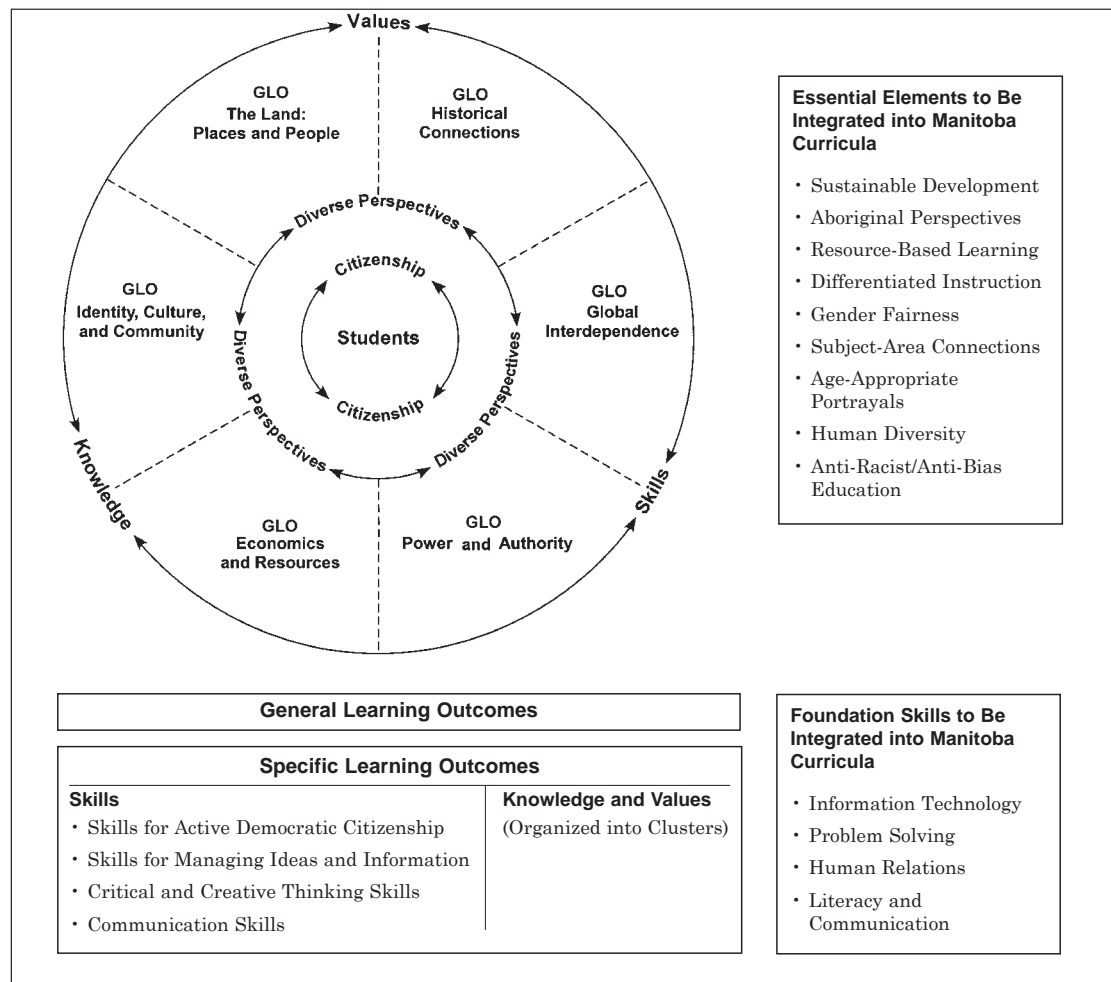 Values
GLO
The Land:
Places and People
GLO
Historical
Connections
GLO
Identity, Culture,
and Community
GLO
Global
Interdependence
Diverse Perspectives
Diverse Perspectives
Diverse Perspectives
Citizenship
Students
Citizenship
Knowledge
Skills
GLO
Economics
and Resources
GLO
Power and Authority
Essential Elements to Be
Integrated into Manitoba
Curricula
• Sustainable Development
• Aboriginal Perspectives
• Resource-Based Learning
• Differentiated Instruction
• Gender Fairness
• Subject-Area Connections
• Age-Appropriate
Portrayals
• Human Diversity
• Anti-Racist/Anti-Bias
Education
General Learning Outcomes
Specific Learning Outcomes
Skills
• Skills for Active Democratic Citizenship
• Skills for Managing Ideas and Information
• Critical and Creative Thinking Skills
• Communication Skills
Knowledge and Values
(Organized into Clusters)
Foundation Skills to Be
Integrated into Manitoba
Curricula
• Information Technology
• Problem Solving
• Human Relations
• Literacy and
Communication